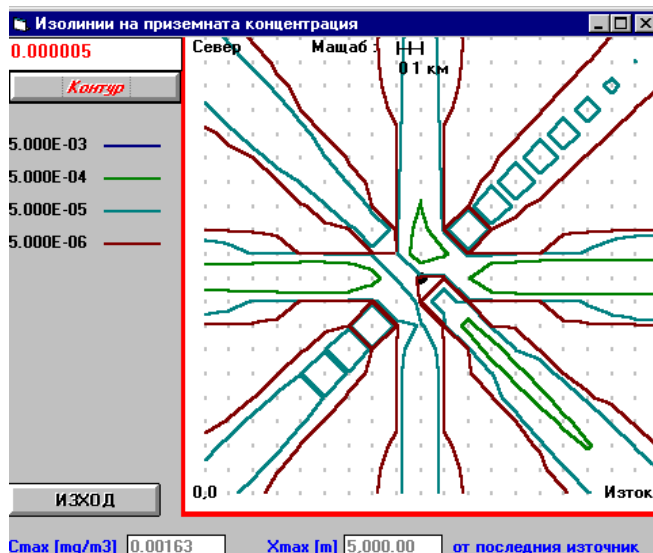 Изолинии на приземната концентрация
0.000005
Север Мащаб :
0 1 км
Контур
5.000E-03
5.000E-04
5.000E-05
5.000E-06
ИЗХОД
0,0
Изток
Cmax [mg/m3] 0.00163 Xmax [m] 5,000.00 от последния източник